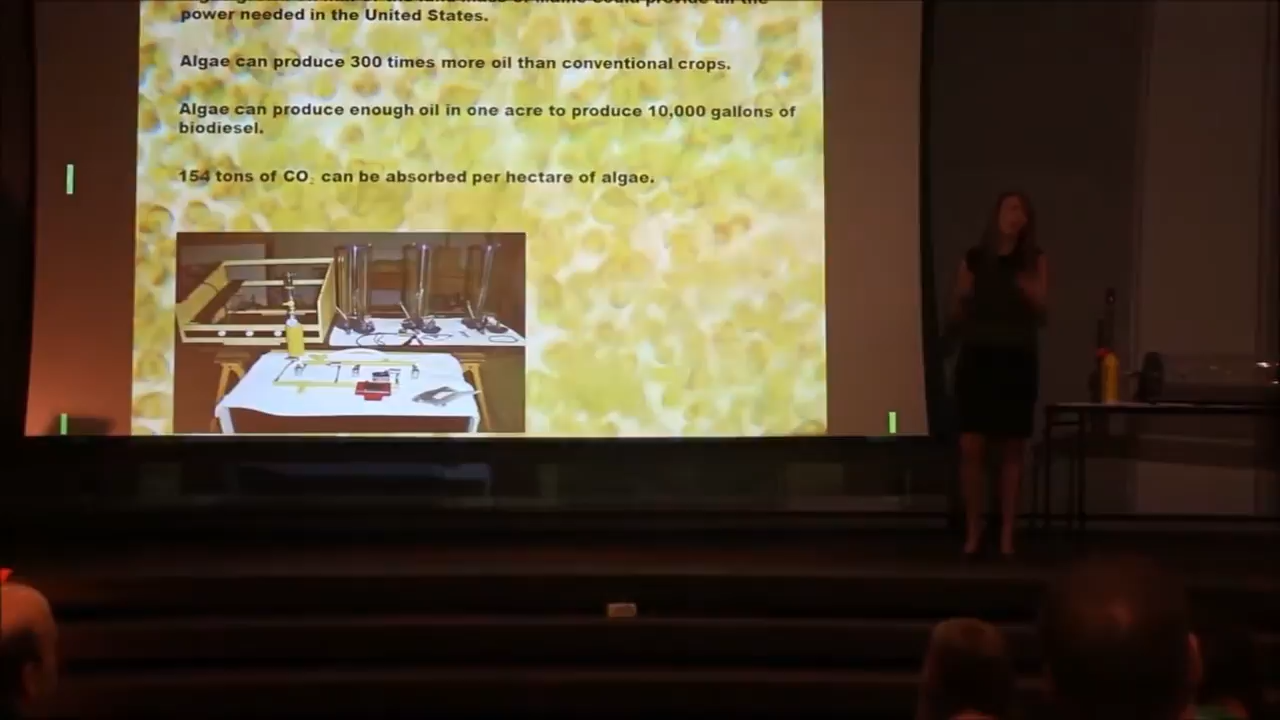 power needed in the United States.
Algae can produce 300 times more oil than conventional crops.
Algae can produce enough oil in one acre to produce 10,000 gallons of
biodiesel.
154 tons of CO₂ can be absorbed per hectare of algae.